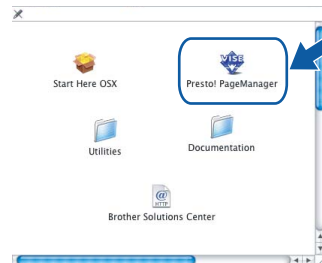 VISE
Start Here OSX
Presto! PageManager
Utilities
Documentation
@
HTTP
Brother Solutions Center